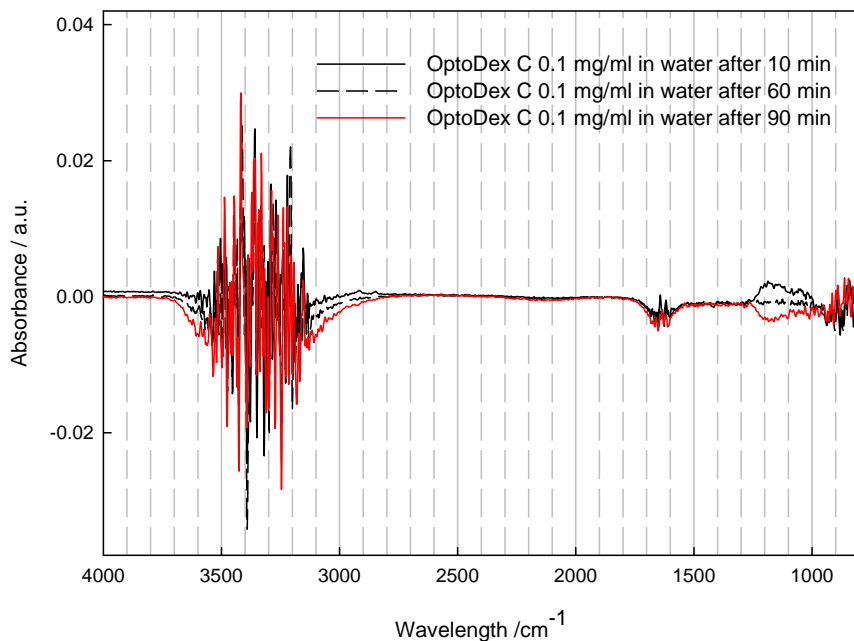 0.04
OptoDex C 0.1 mg/ml in water after 10 min
OptoDex C 0.1 mg/ml in water after 60 min
OptoDex C 0.1 mg/ml in water after 90 min
0.02
0.00
-0.02
Absorbance / a.u.
4000 3500 3000 2500 2000 1500 1000
Wavelength /cm⁻¹